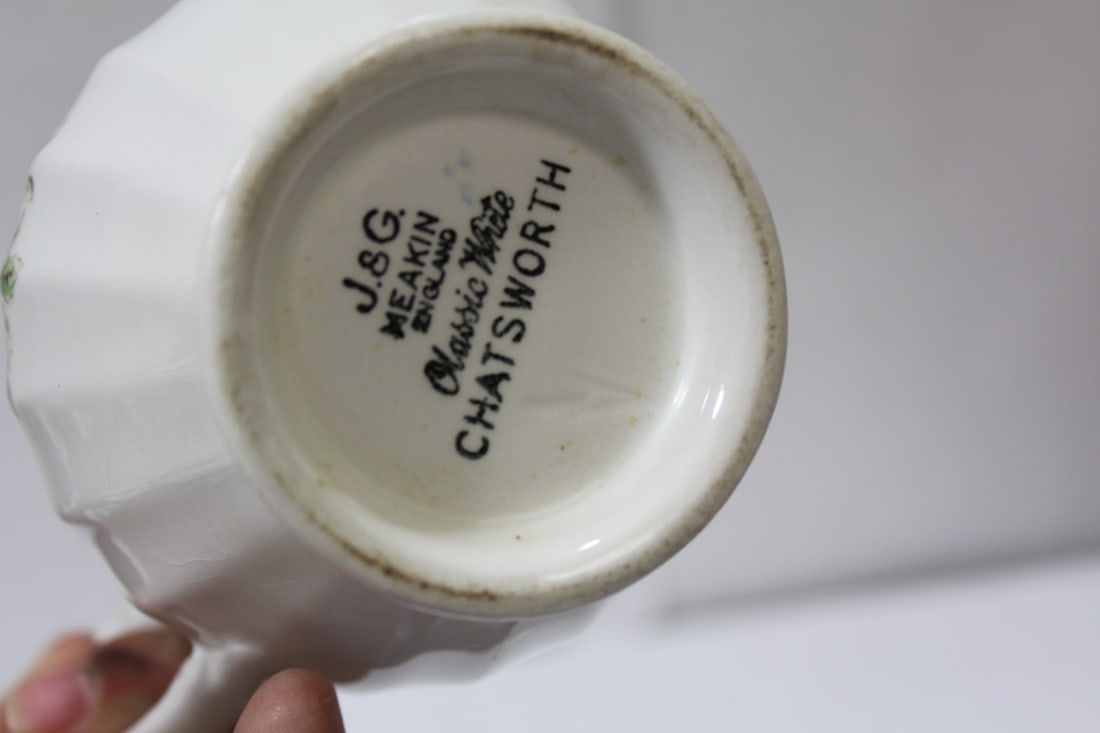 J.&G.
MEAKIN
ENGLAND
Classic White
CHATSWORTH